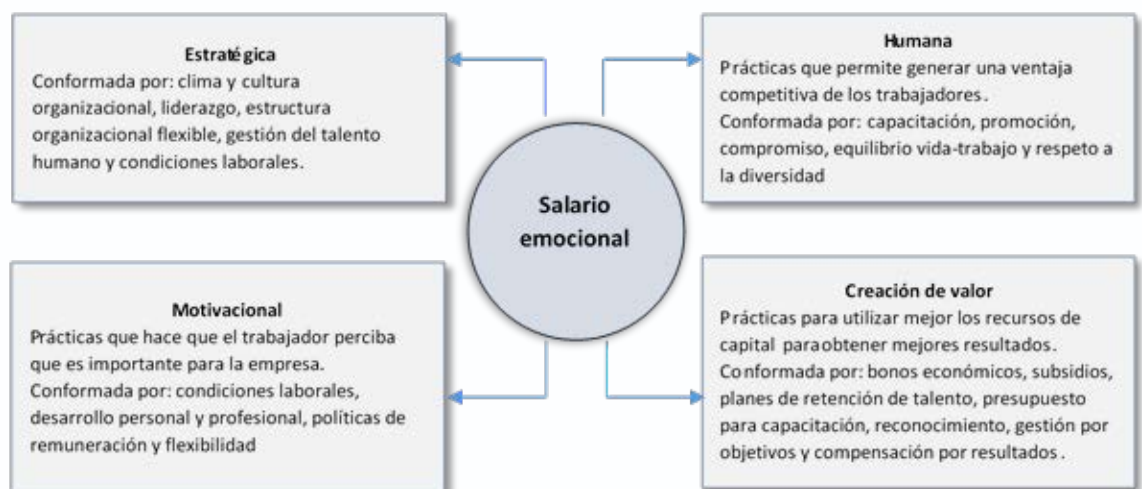 Estratégica
Conformada por: clima y cultura
organizacional, liderazgo, estructura
organizacional flexible, gestión del talento
humano y condiciones laborales.
Humana
Prácticas que permite generar una ventaja
competitiva de los trabajadores.
Conformada por: capacitación, promoción,
compromiso, equilibrio vida-trabajo y respeto a
la diversidad
Salario
emocional
Motivacional
Prácticas que hace que el trabajador perciba
que es importante para la empresa.
Conformada por: condiciones laborales,
desarrollo personal y profesional, políticas de
remuneración y flexibilidad
Creación de valor
Prácticas para utilizar mejor los recursos de
capital paraobtener mejores resultados.
Conformada por: bonos económicos, subsidios,
planes de retención de talento, presupuesto
para capacitación, reconocimiento, gestión por
objetivos y compensación por resultados.